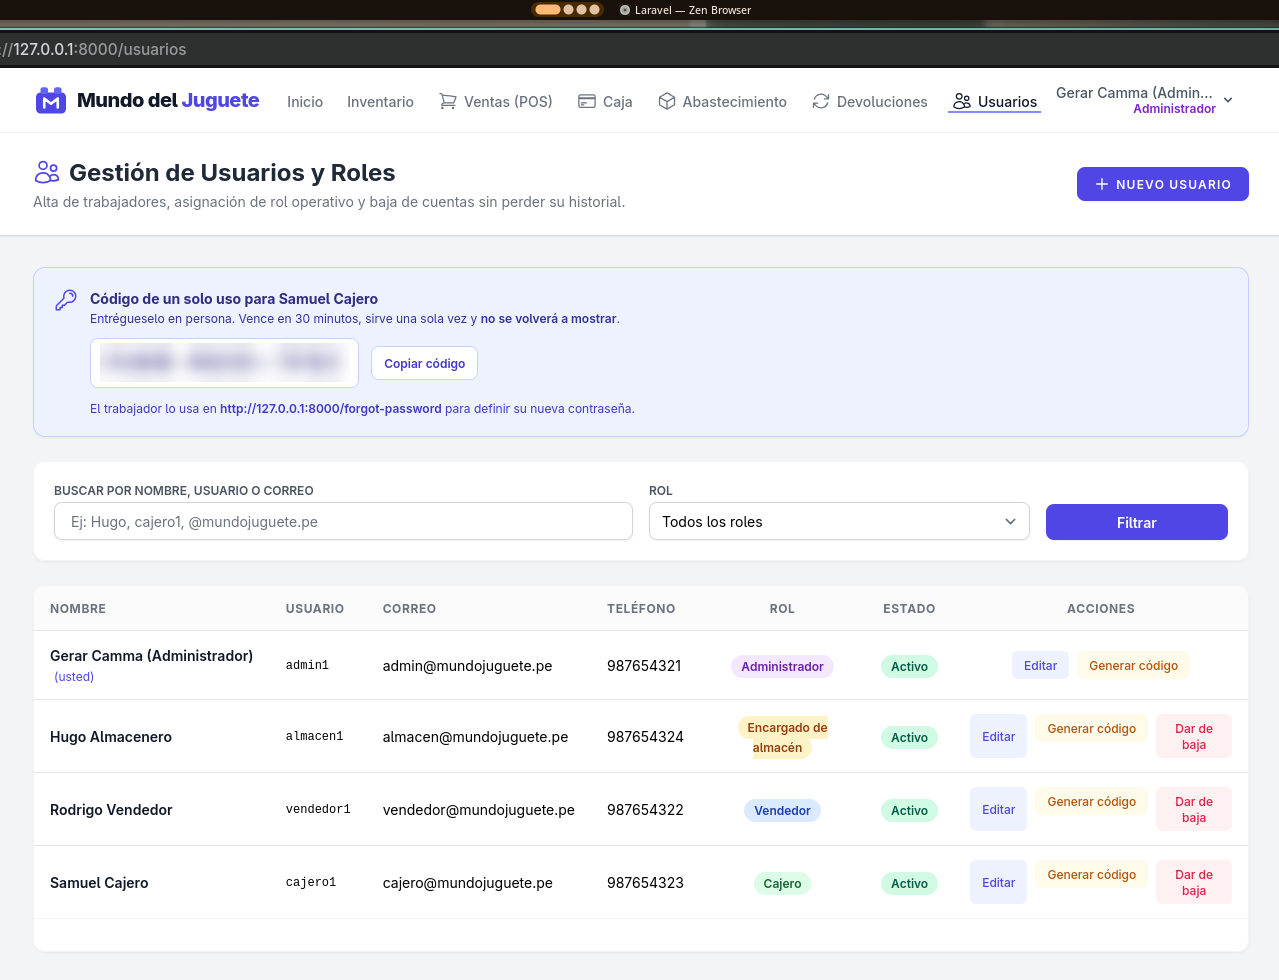 Laravel — Zen Browser
://127.0.0.1:8000/usuarios
Mundo del Juguete
Inicio
Inventario
Ventas (POS)
Caja
Abastecimiento
Devoluciones
Usuarios
Gerar Camma (Admin...
Administrador
Gestión de Usuarios y Roles
Alta de trabajadores, asignación de rol operativo y baja de cuentas sin perder su historial.
NUEVO USUARIO
Código de un solo uso para Samuel Cajero
Entrégueselo en persona. Vence en 30 minutos, sirve una sola vez y no se volverá a mostrar.
Copiar código
El trabajador lo usa en http://127.0.0.1:8000/forgot-password para definir su nueva contraseña.
BUSCAR POR NOMBRE, USUARIO O CORREO
ROL
Ej: Hugo, cajero1, @mundojuguete.pe
Todos los roles
Filtrar
NOMBRE USUARIO CORREO TELÉFONO ROL ESTADO ACCIONES
Gerar Camma (Administrador)
(usted)
admin1 admin@mundojuguete.pe 987654321 Administrador Activo Editar Generar código
Hugo Almacenero almacen1 almacen@mundojuguete.pe 987654324
Encargado de
almacén
Activo Editar Generar código
Dar de
baja
Rodrigo Vendedor vendedor1 vendedor@mundojuguete.pe 987654322 Vendedor Activo Editar Generar código
Dar de
baja
Samuel Cajero cajero1 cajero@mundojuguete.pe 987654323 Cajero Activo Editar Generar código
Dar de
baja